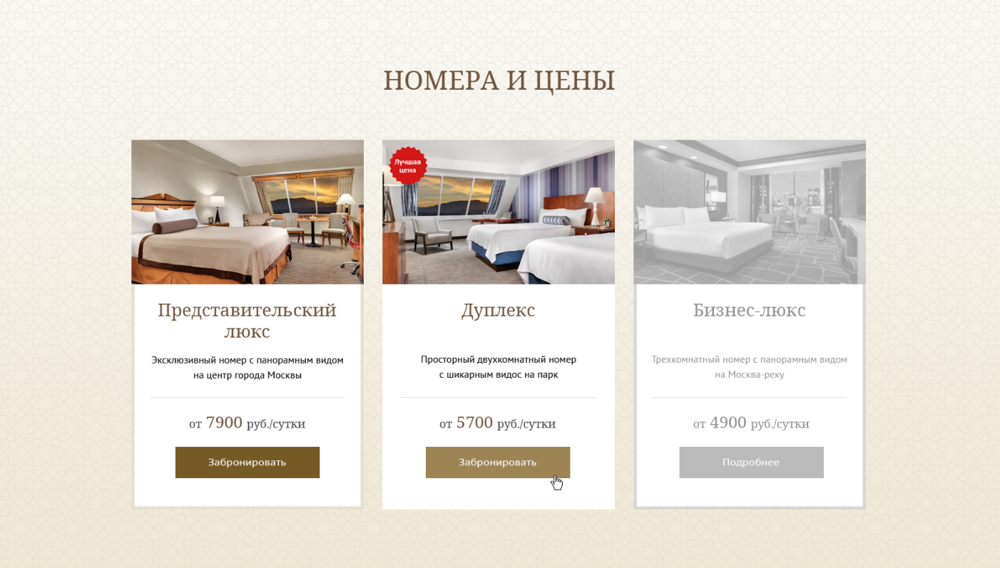 НОМЕРА И ЦЕНЫ
Лучшая
цена
Представительский
люкс
Эксклюзивный номер с панорамным видом
на центр города Москвы
от 7900 руб./сутки
Забронировать
Дуплекс
Просторный двухкомнатный номер
с шикарным видос на парк
от 5700 руб./сутки
Забронировать
Бизнес-люкс
Трехкомнатный номер с панорамным видом
на Москва-реку
от 4900 руб./сутки
Подробнее